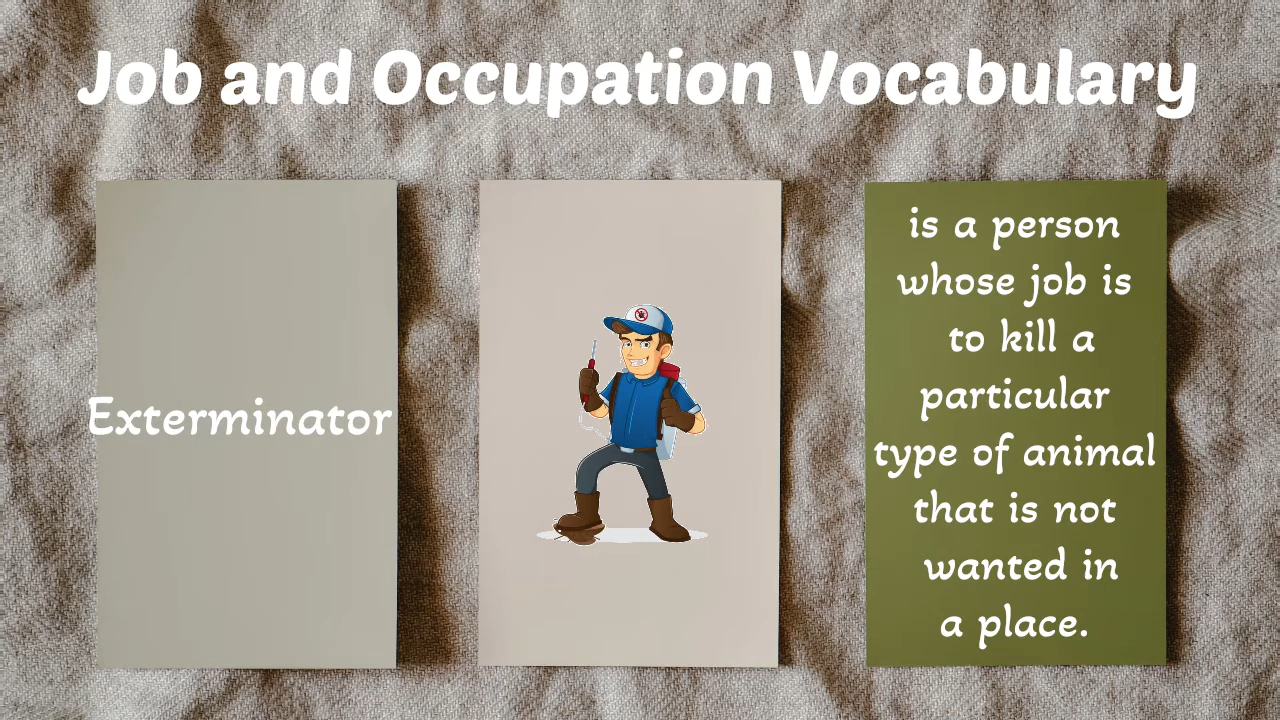 Job and Occupation Vocabulary
Exterminator
is a person
whose job is
to kill a
particular
type of animal
that is not
wanted in
a place.